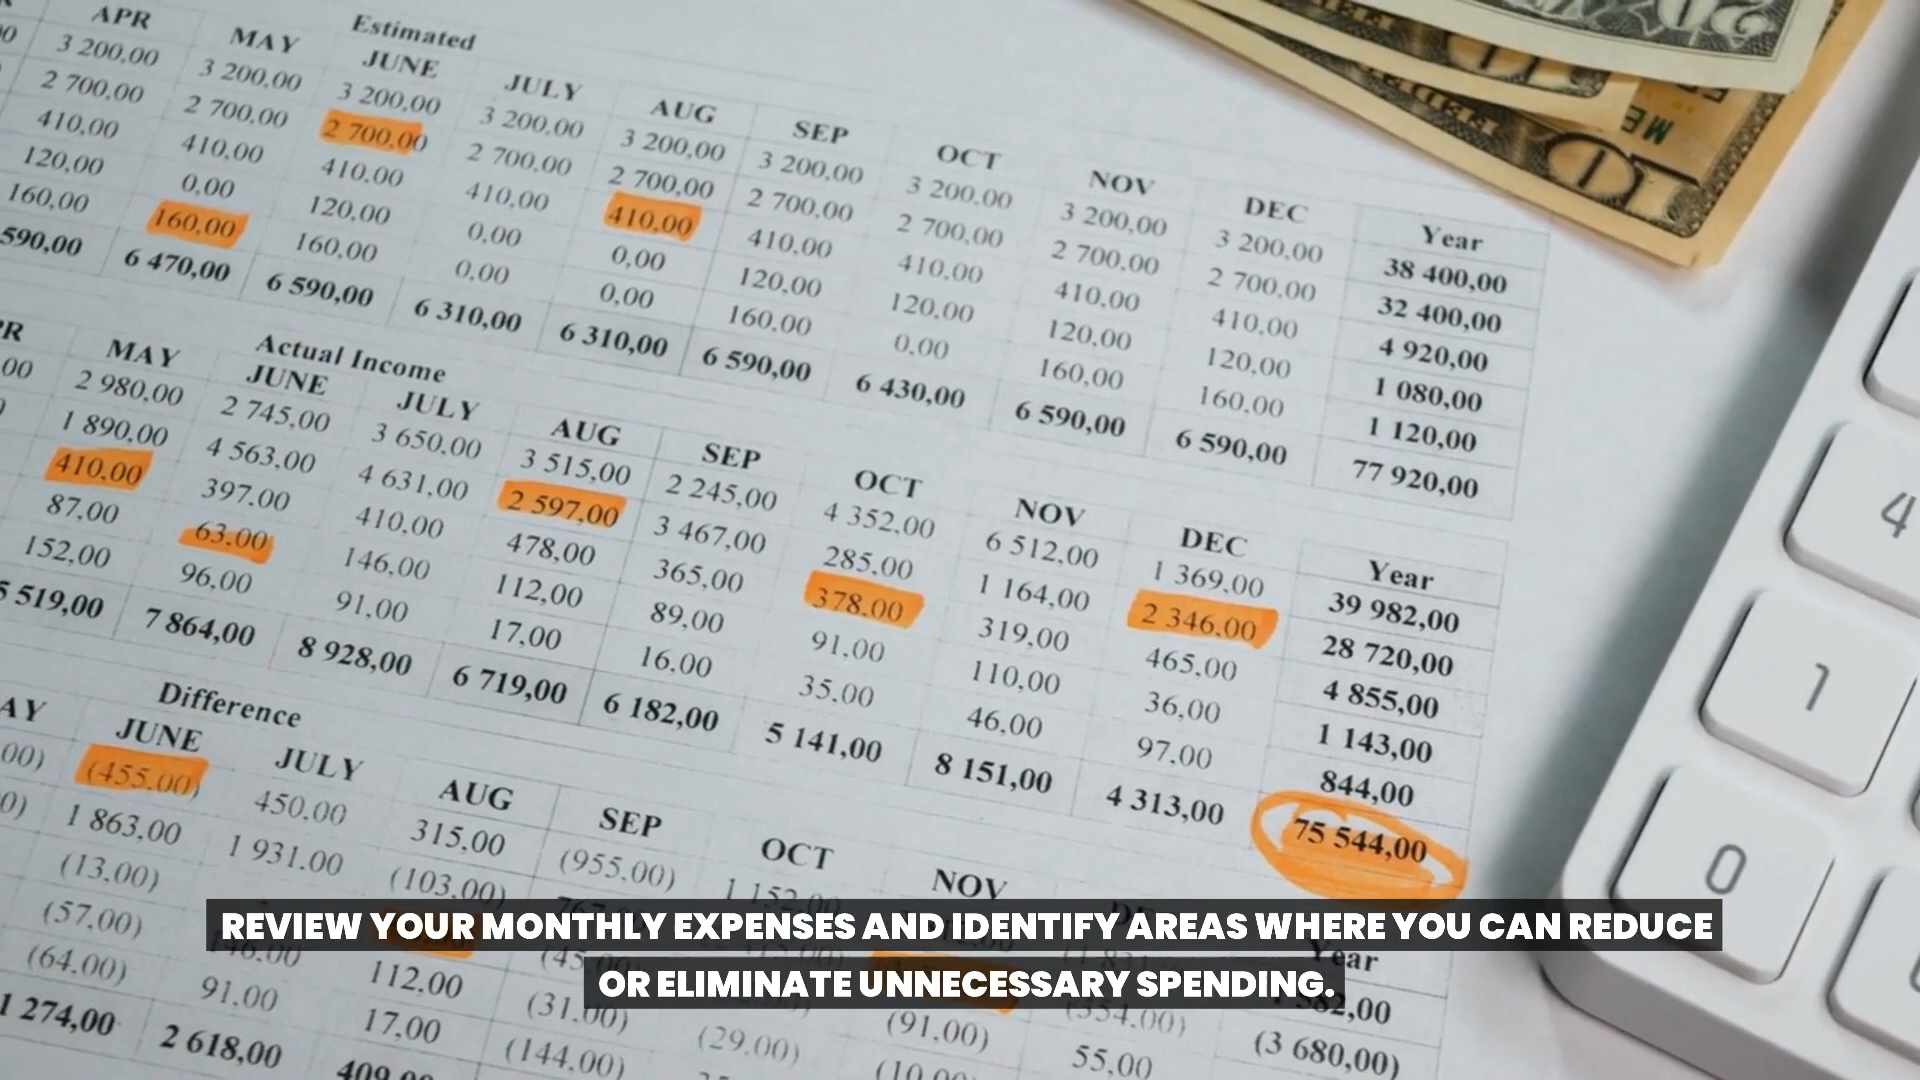 APR MAY JUNE JULY AUG SEP OCT NOV DEC Year
Estimated
3 200,00 3 200,00 3 200,00 3 200,00 3 200,00 3 200,00 3 200,00 3 200,00 3 200,00 38 400,00
2 700,00 2 700,00 2 700,00 2 700,00 2 700,00 2 700,00 2 700,00 2 700,00 2 700,00 32 400,00
410,00 410,00 410,00 410,00 410,00 410,00 410,00 410,00 410,00 4 920,00
120,00 0,00 120,00 0,00 0,00 120,00 120,00 120,00 120,00 1 080,00
160,00 160,00 160,00 0,00 0,00 160,00 0,00 160,00 160,00 1 120,00
590,00 6 470,00 6 590,00 6 310,00 6 310,00 6 590,00 6 430,00 6 590,00 6 590,00 77 920,00
Actual Income
MAY JUNE JULY AUG SEP OCT NOV DEC Year
2 980,00 2 745,00 3 650,00 3 515,00 2 245,00 4 352,00 6 512,00 1 369,00 39 982,00
1 890,00 4 563,00 4 631,00 2 597,00 3 467,00 285,00 1 164,00 2 346,00 28 720,00
410,00 397,00 410,00 478,00 365,00 378,00 319,00 465,00 4 855,00
87,00 63,00 146,00 112,00 89,00 91,00 110,00 36,00 1 143,00
152,00 96,00 91,00 17,00 16,00 35,00 46,00 97,00 844,00
5 519,00 7 864,00 8 928,00 6 719,00 6 182,00 5 141,00 8 151,00 4 313,00 75 544,00
Difference
JUNE JULY AUG SEP OCT NOV Year
(455,00) 450,00 315,00 (955,00)
1 863,00 1 931,00 (103,00) (3 680,00)
(13,00)
(57,00) 112,00 (31,00) (91,00)
(64,00) 91,00 17,00 (144,00) (29,00) 55,00
1 274,00 2 618,00
REVIEW YOUR MONTHLY EXPENSES AND IDENTIFY AREAS WHERE YOU CAN REDUCE
OR ELIMINATE UNNECESSARY SPENDING.
4
1
0